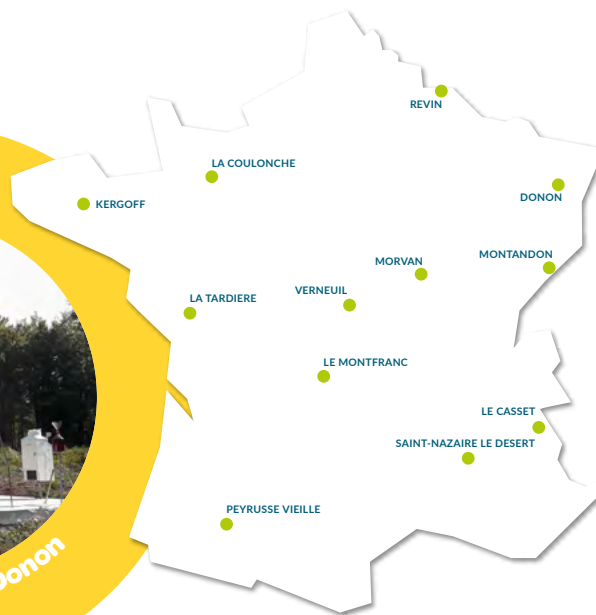 REVIN
LA COULONCHE
DONON
KERGOFF
MONTANDON
MORVAN
VERNEUIL
LA TARDIERE
LE MONTFRANC
LE CASSET
SAINT-NAZAIRE LE DESERT
PEYRUSSE VIEILLE
Donon